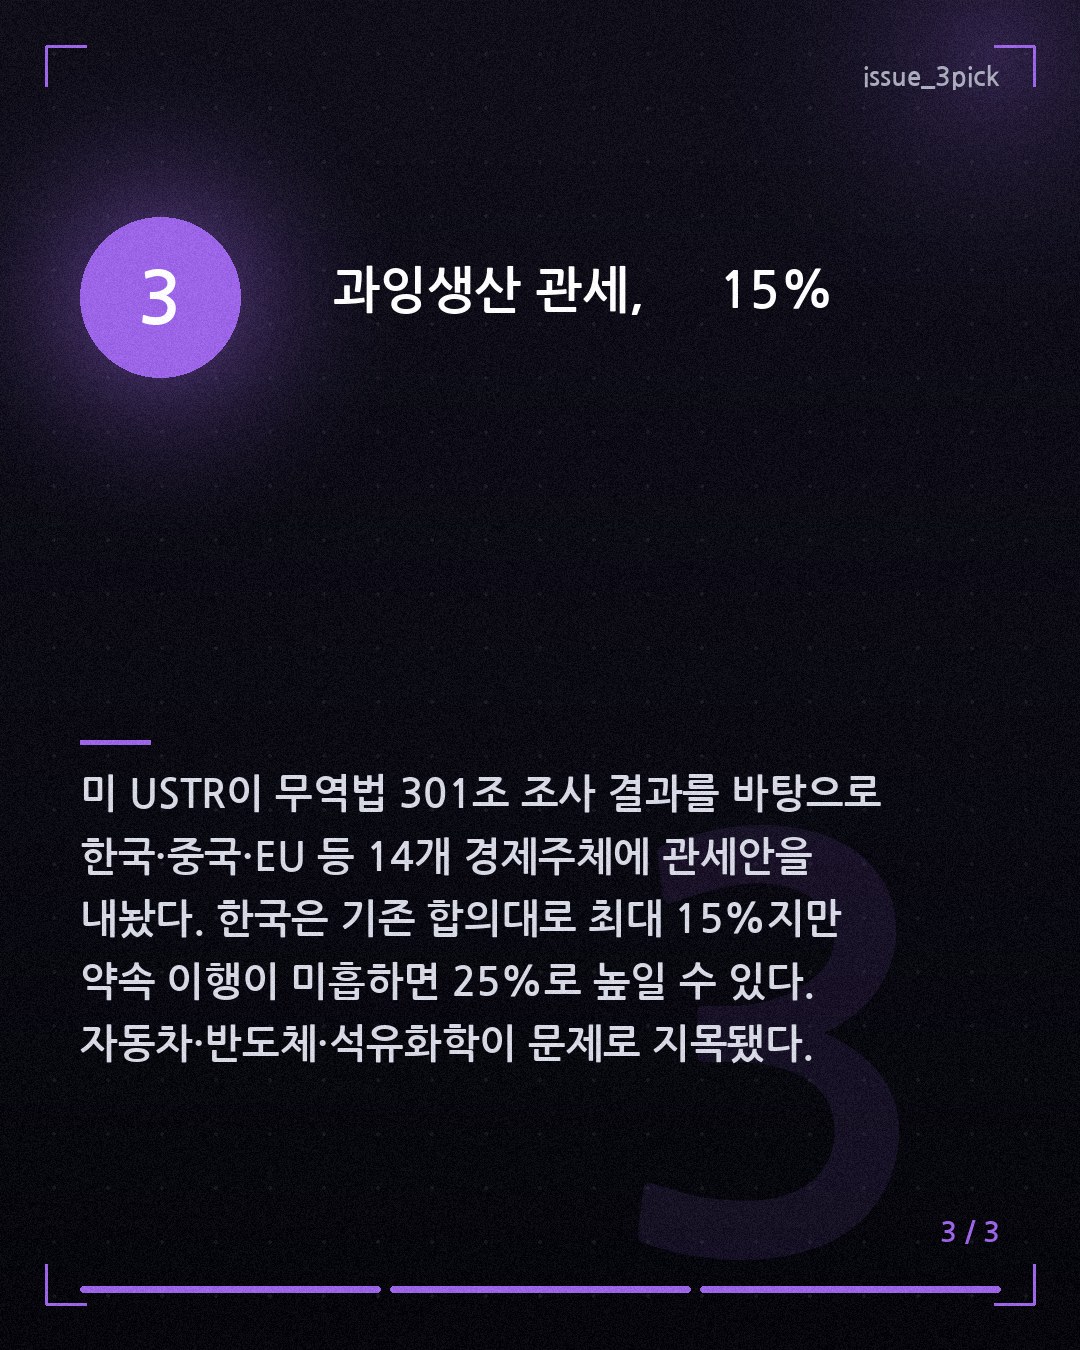 issue_3pick
3
과잉생산 관세, 15%
미 USTR이 무역법 301조 조사 결과를 바탕으로
한국·중국·EU 등 14개 경제주체에 관세안을
내놨다. 한국은 기존 합의대로 최대 15%지만
약속 이행이 미흡하면 25%로 높일 수 있다.
자동차·반도체·석유화학이 문제로 지목됐다.
3
3 / 3